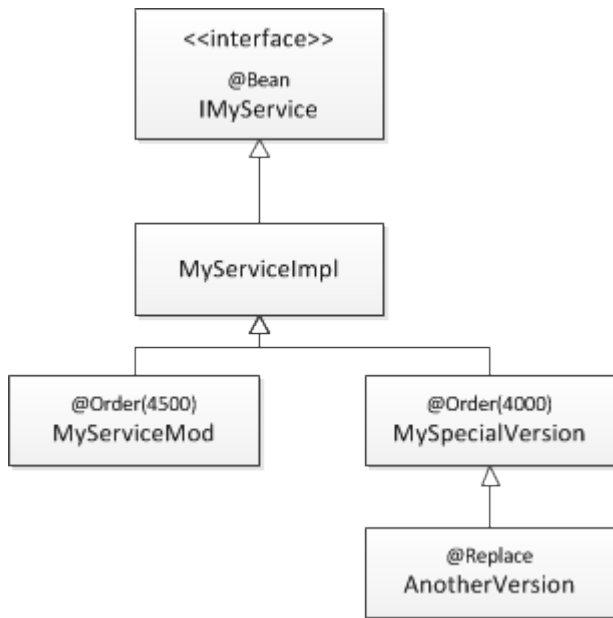 <<interface>>
@Bean
IMyService
MyServiceImpl
@Order(4500)
MyServiceMod
@Order(4000)
MySpecialVersion
@Replace
AnotherVersion